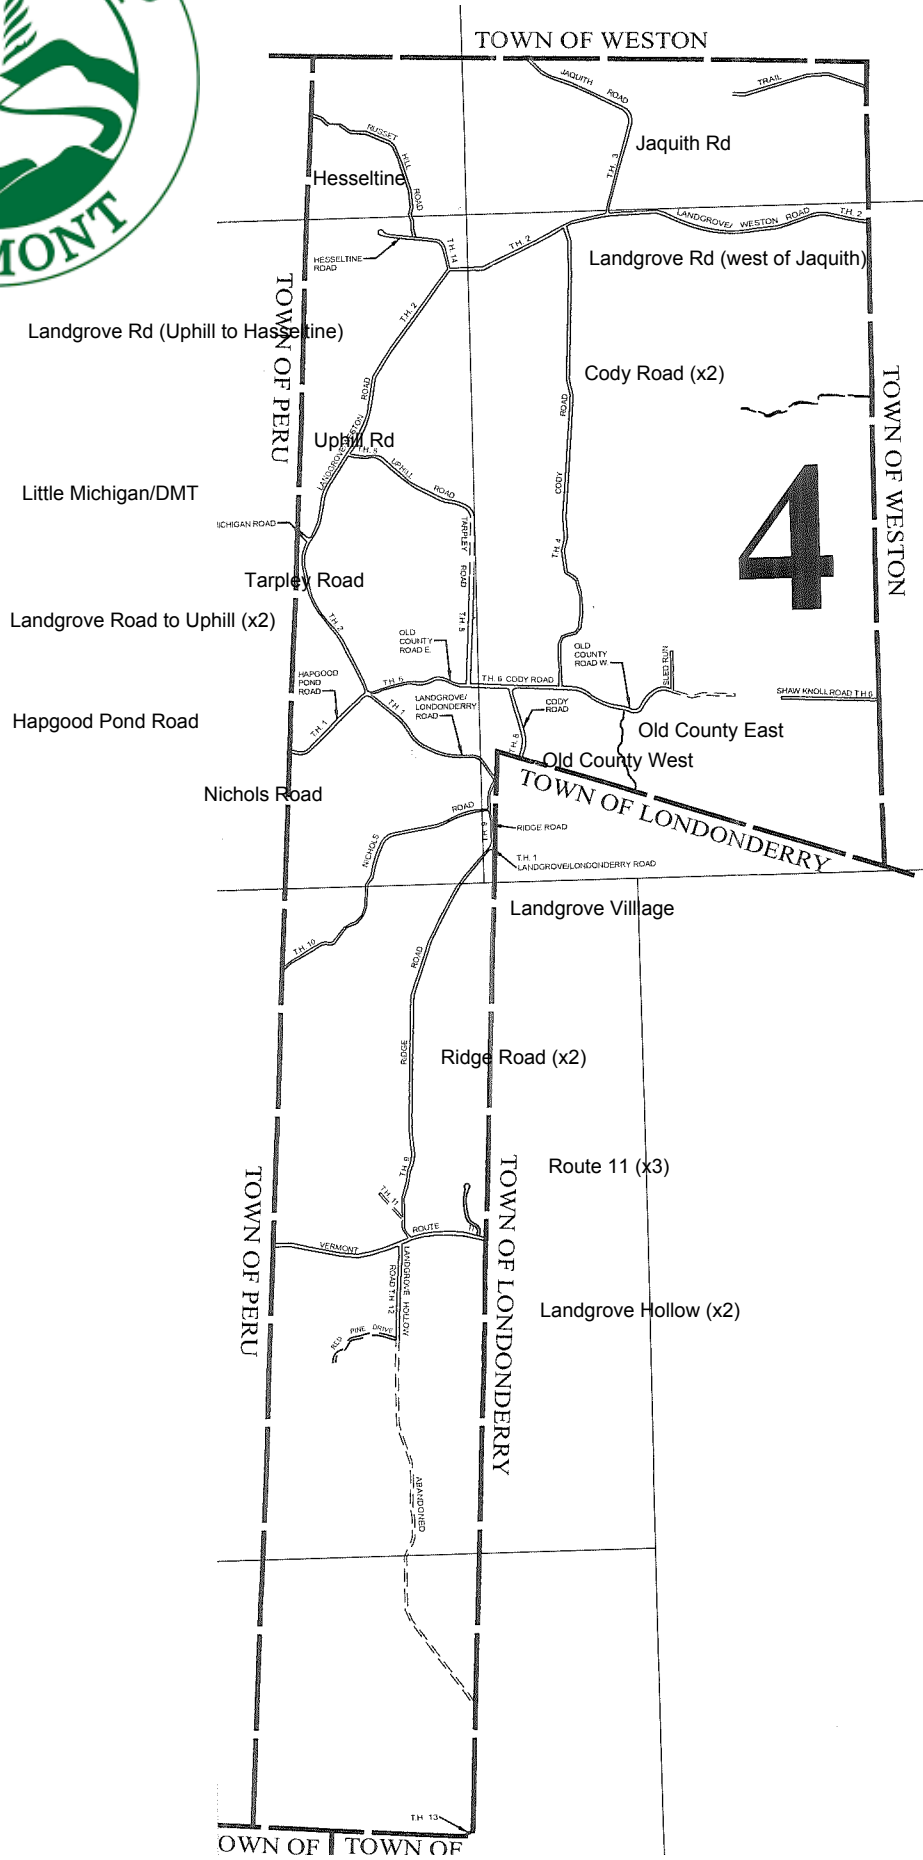 MONT
TOWN OF WESTON
JAQUITH ROAD
TRAIL
RUSSET HILL ROAD
T.H. 3
Jaquith Rd
Hesseltine
LANDGROVE/ WESTON ROAD T.H. 2
HESSELTINE
ROAD
T.H. 14
T.H. 2
Landgrove Rd (west of Jaquith)
TOWN OF PERU
T.H. 2
Landgrove Rd (Uphill to Hasseltine)
Cody Road (x2)
TOWN OF WESTON
LANDGROVE/WESTON ROAD
CODY ROAD
Uphill Rd
T.H. 8 UPHILL ROAD
4
Little Michigan/DMT
ICHIGAN ROAD
TARPLEY ROAD T.H. 8
T.H. 4
Tarpley Road
Landgrove Road to Uphill (x2)
T.H. 2
OLD
COUNTY
ROAD E.
OLD
COUNTY
ROAD W.
SLED RUN
HAPGOOD
POND
ROAD
T.H. 5
T.H. 6 CODY ROAD
SHAW KNOLL ROAD TH 6
LANDGROVE/
LONDONDERRY
ROAD
CODY
ROAD
T.H. 1
T.H. 1
Hapgood Pond Road
T.H. 5
Old County East
Old County West
TOWN OF LONDONDERRY
Nichols Road
NICHOLS ROAD
T.H. 9
RIDGE ROAD
T.H. 1
LANDGROVE/LONDONDERRY ROAD
Landgrove Villlage
T.H. 10
RIDGE ROAD
Ridge Road (x2)
Route 11 (x3)
T.H. 9
T.H. 11
TOWN OF PERU
TOWN OF LONDONDERRY
VERMONT ROUTE 11
LANDGROVE HOLLOW
ROAD T.H. 12
Landgrove Hollow (x2)
RED PINE DRIVE
ABANDONED
T.H. 13
OWN OF
TOWN OF